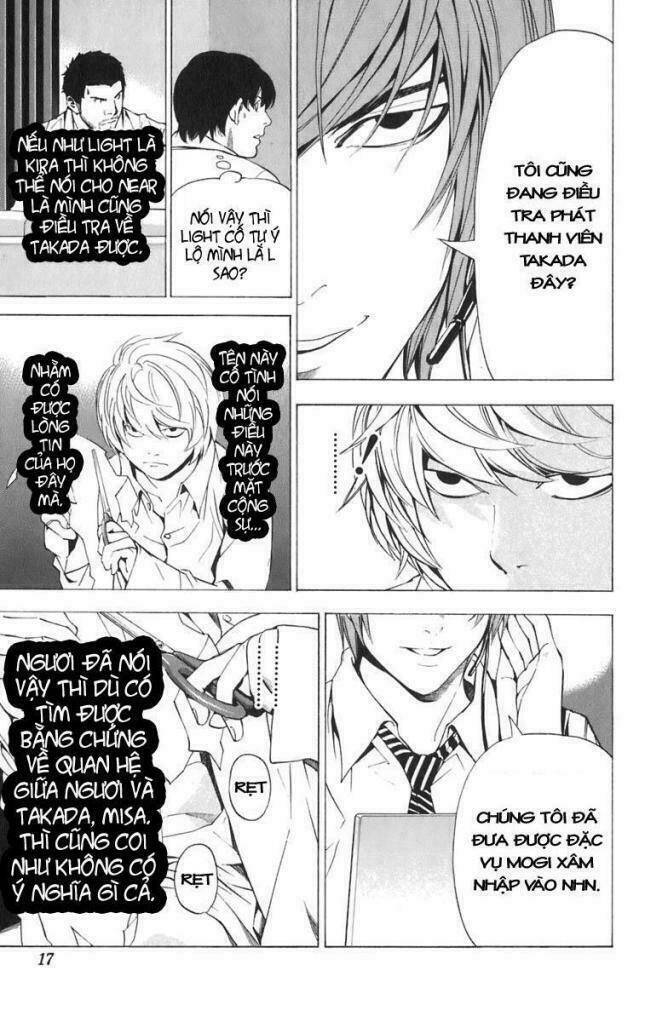 TÔI CŨNG
ĐANG ĐIỀU
TRA PHÁT
THANH VIÊN
TAKADA
ĐÂY?
NÓI VẬY THÌ
LIGHT CỐ TƯ Ý
LỘ MÌNH LÀ L
SAO?
NẾU NHƯ LIGHT LÀ
KIRA THÌ KHÔNG
THỂ NÓI CHO NEAR
LÀ MÌNH CŨNG
ĐIỀU TRA VỀ
TAKADA ĐƯỢC.
TÊN NÀY
CỐ TÌNH
NÓI
NHỮNG
ĐIỀU
NÀY
TRƯỚC
MẶT
CỘNG
SỰ...
NHẰM
CÓ
ĐƯỢC
LÒNG
TIN
CỦA HỌ
ĐÂY
MÀ.
CHÚNG TÔI ĐÃ
ĐƯA ĐƯỢC ĐẶC
VỤ MOGI XÂM
NHẬP VÀO NHN.
RẸT
RẸT
NGƯƠI ĐÃ NÓI
VẬY THÌ DÙ CÓ
TÌM ĐƯỢC
BẰNG CHỨNG
VỀ QUAN HỆ
GIỮA NGƯƠI VÀ
TAKADA, MISA.
THÌ CŨNG COI
NHƯ KHÔNG CÓ
Ý NGHĨA GÌ CẢ.
17